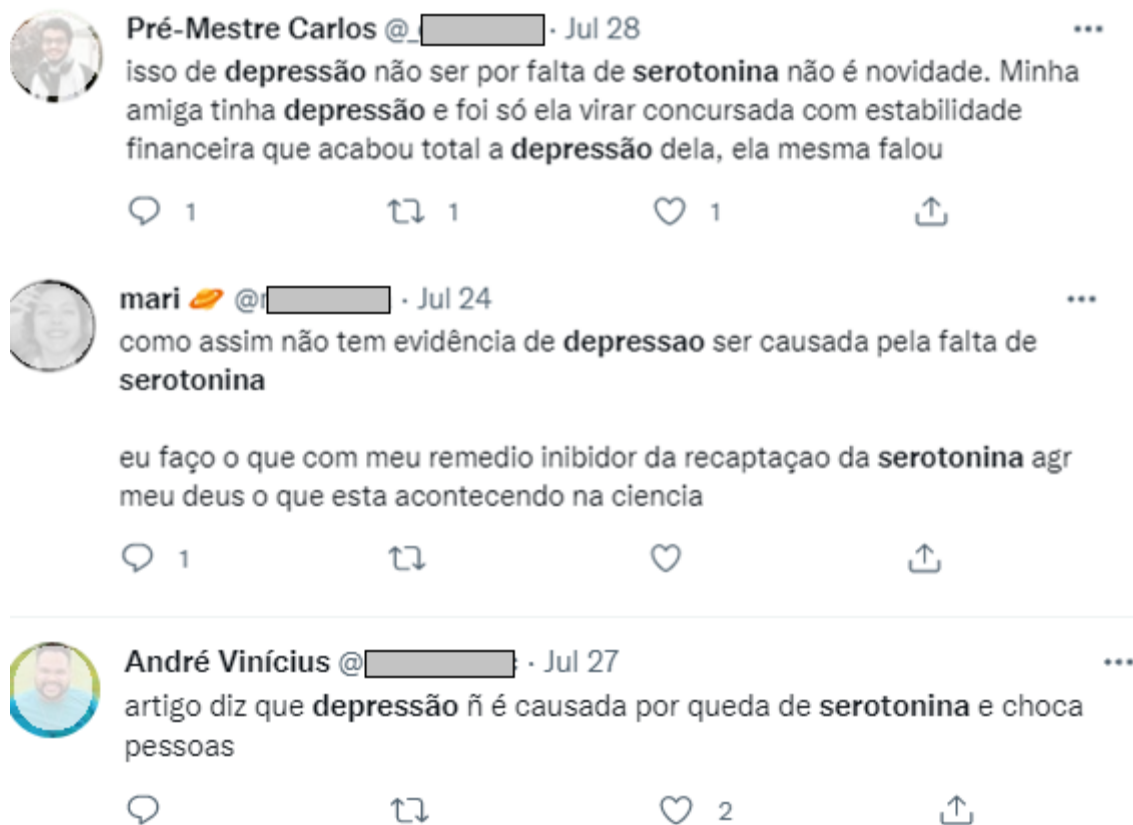 Pré-Mestre Carlos @_ · Jul 28
isso de depressão não ser por falta de serotonina não é novidade. Minha
amiga tinha depressão e foi só ela virar concursada com estabilidade
financeira que acabou total a depressão dela, ela mesma falou
1 1 1
mari 🪐 @ · Jul 24
como assim não tem evidência de depressao ser causada pela falta de
serotonina
eu faço o que com meu remedio inibidor da recaptaçao da serotonina agr
meu deus o que esta acontecendo na ciencia
1
André Vinícius @ · Jul 27
artigo diz que depressão ñ é causada por queda de serotonina e choca
pessoas
2